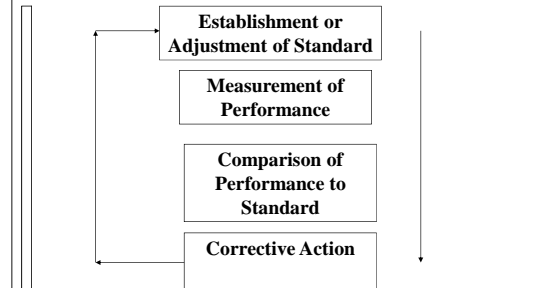 Establishment or
Adjustment of Standard
Measurement of
Performance
Comparison of
Performance to
Standard
Corrective Action